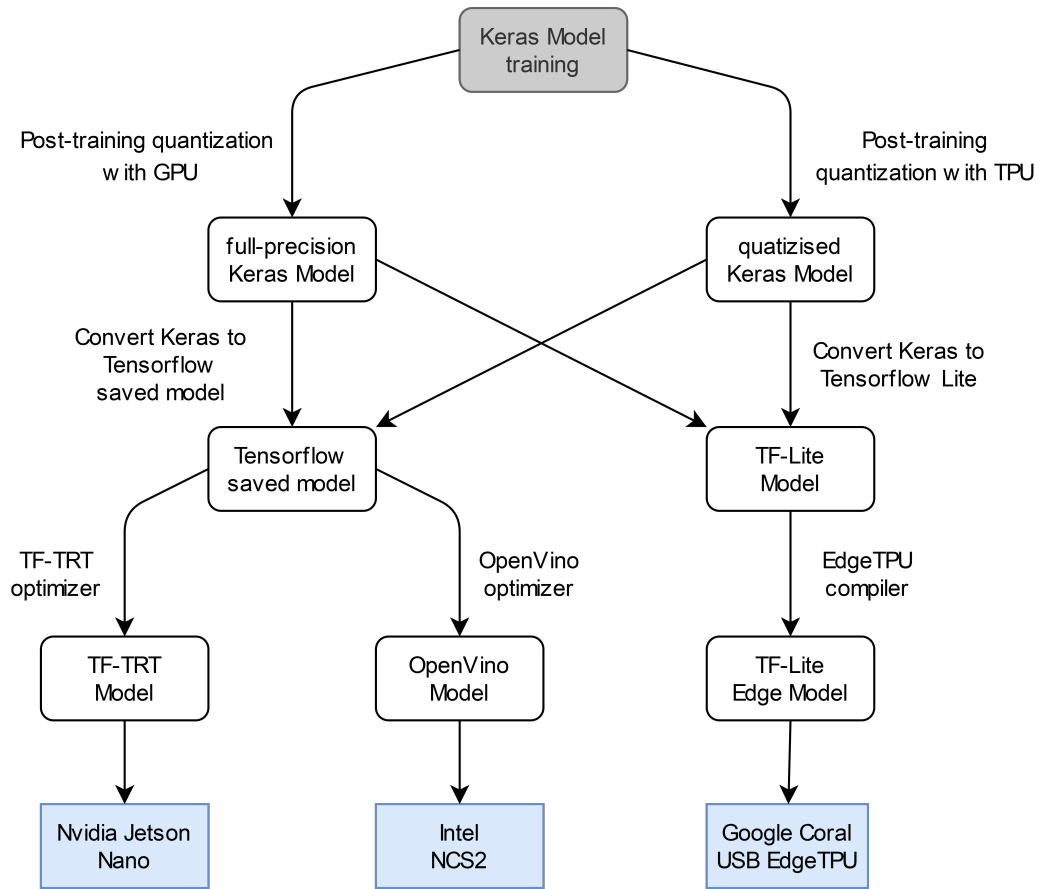 Keras Model
training
Post-training quantization
with GPU
Post-training
quantization with TPU
full-precision
Keras Model
quatizised
Keras Model
Convert Keras to
Tensorflow
saved model
Convert Keras to
Tensorflow Lite
Tensorflow
saved model
TF-Lite
Model
TF-TRT
optimizer
OpenVino
optimizer
EdgeTPU
compiler
TF-TRT
Model
OpenVino
Model
TF-Lite
Edge Model
Nvidia Jetson
Nano
Intel
NCS2
Google Coral
USB EdgeTPU